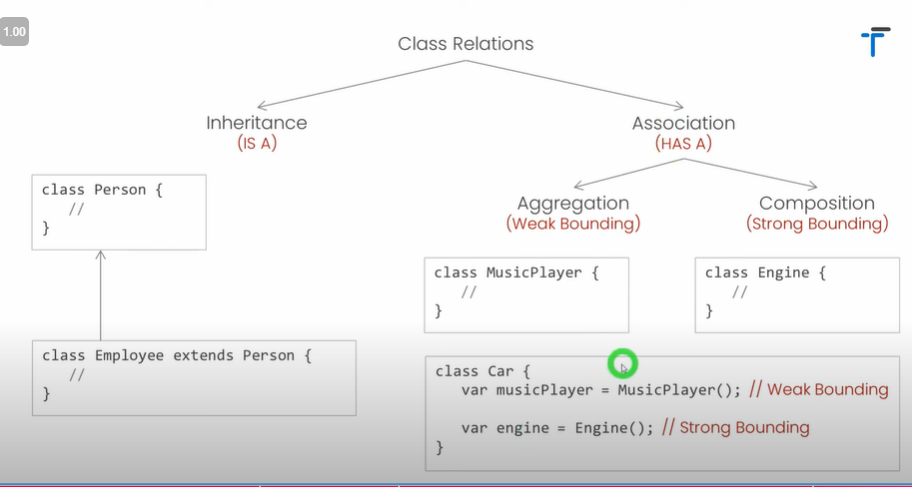 1.00
Class Relations
Inheritance
(IS A)
Association
(HAS A)
class Person {
//
}
class Employee extends Person {
//
}
Aggregation
(Weak Bounding)
Composition
(Strong Bounding)
class MusicPlayer {
//
}
class Engine {
//
}
class Car {
var musicPlayer = MusicPlayer(); // Weak Bounding
var engine = Engine(); // Strong Bounding
}